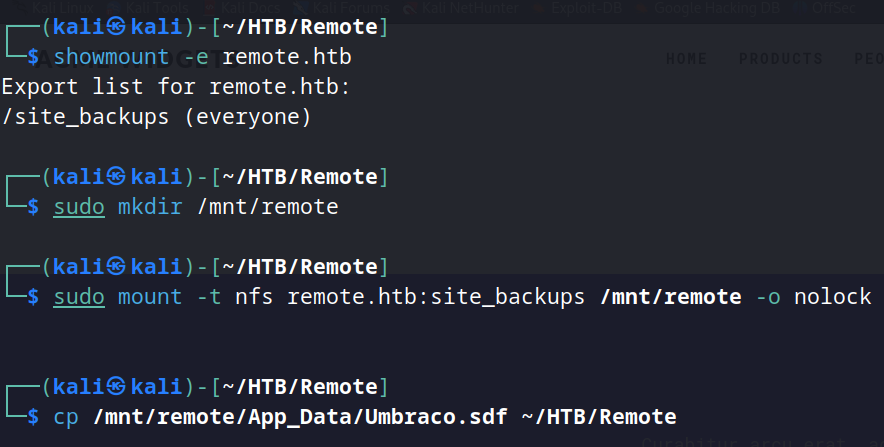 Kali Linux Kali Tools Kali Docs Kali Forums Kali NetHunter Exploit-DB Google Hacking DB OffSec
HOME PRODUCTS PEO
(kali㉿kali)-[~/HTB/Remote]
$ showmount -e remote.htb
Export list for remote.htb:
/site_backups (everyone)
(kali㉿kali)-[~/HTB/Remote]
$ sudo mkdir /mnt/remote
(kali㉿kali)-[~/HTB/Remote]
$ sudo mount -t nfs remote.htb:site_backups /mnt/remote -o nolock
(kali㉿kali)-[~/HTB/Remote]
$ cp /mnt/remote/App_Data/Umbraco.sdf ~/HTB/Remote
Curabitur arcu erat,